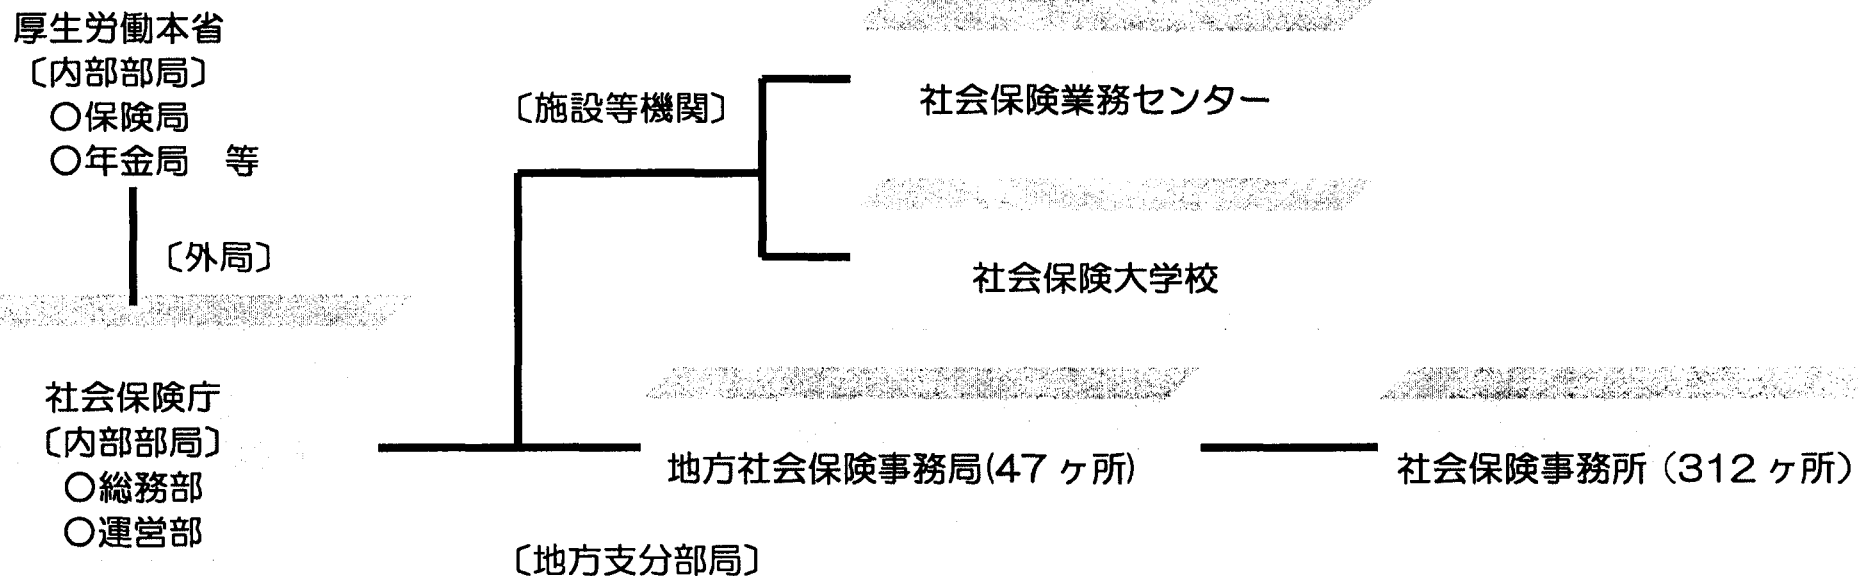 厚生労働本省
〔内部部局〕
○保険局
○年金局　等
〔外局〕
社会保険庁
〔内部部局〕
○総務部
○運営部
〔施設等機関〕
社会保険業務センター
社会保険大学校
地方社会保険事務局(47ヶ所)
〔地方支分部局〕
社会保険事務所（312ヶ所）